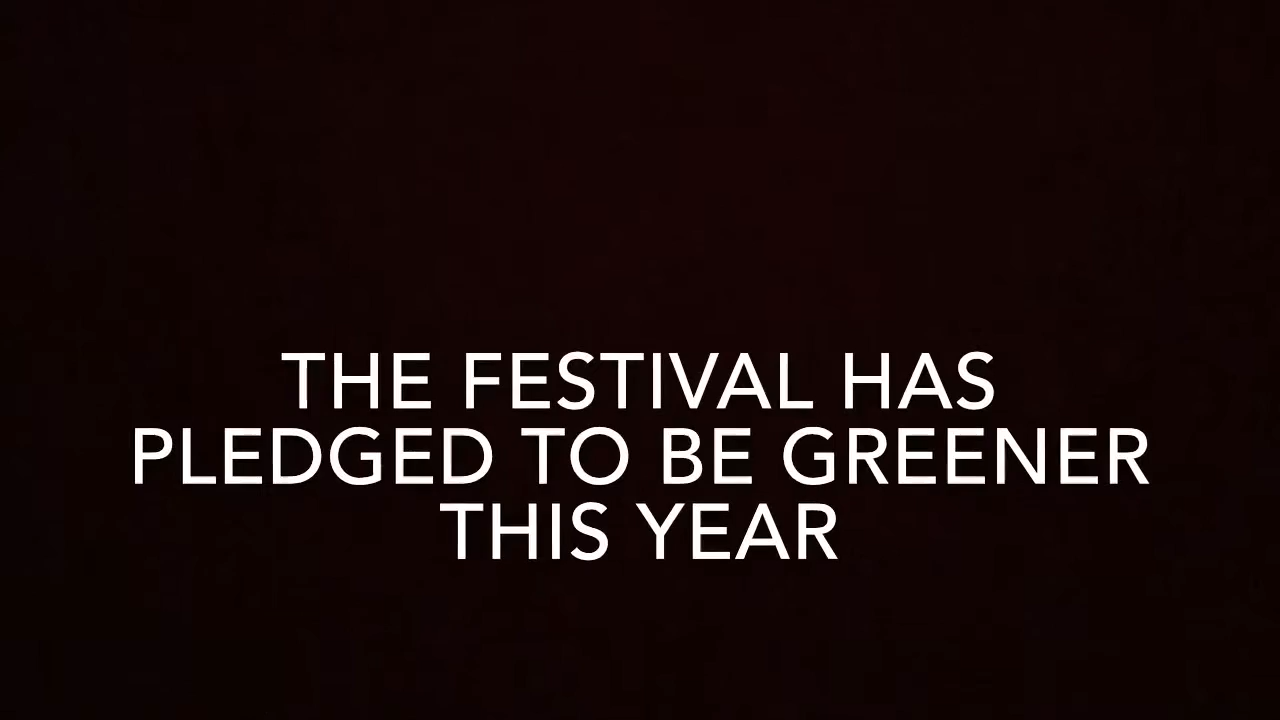 THE FESTIVAL HAS
PLEDGED TO BE GREENER
THIS YEAR